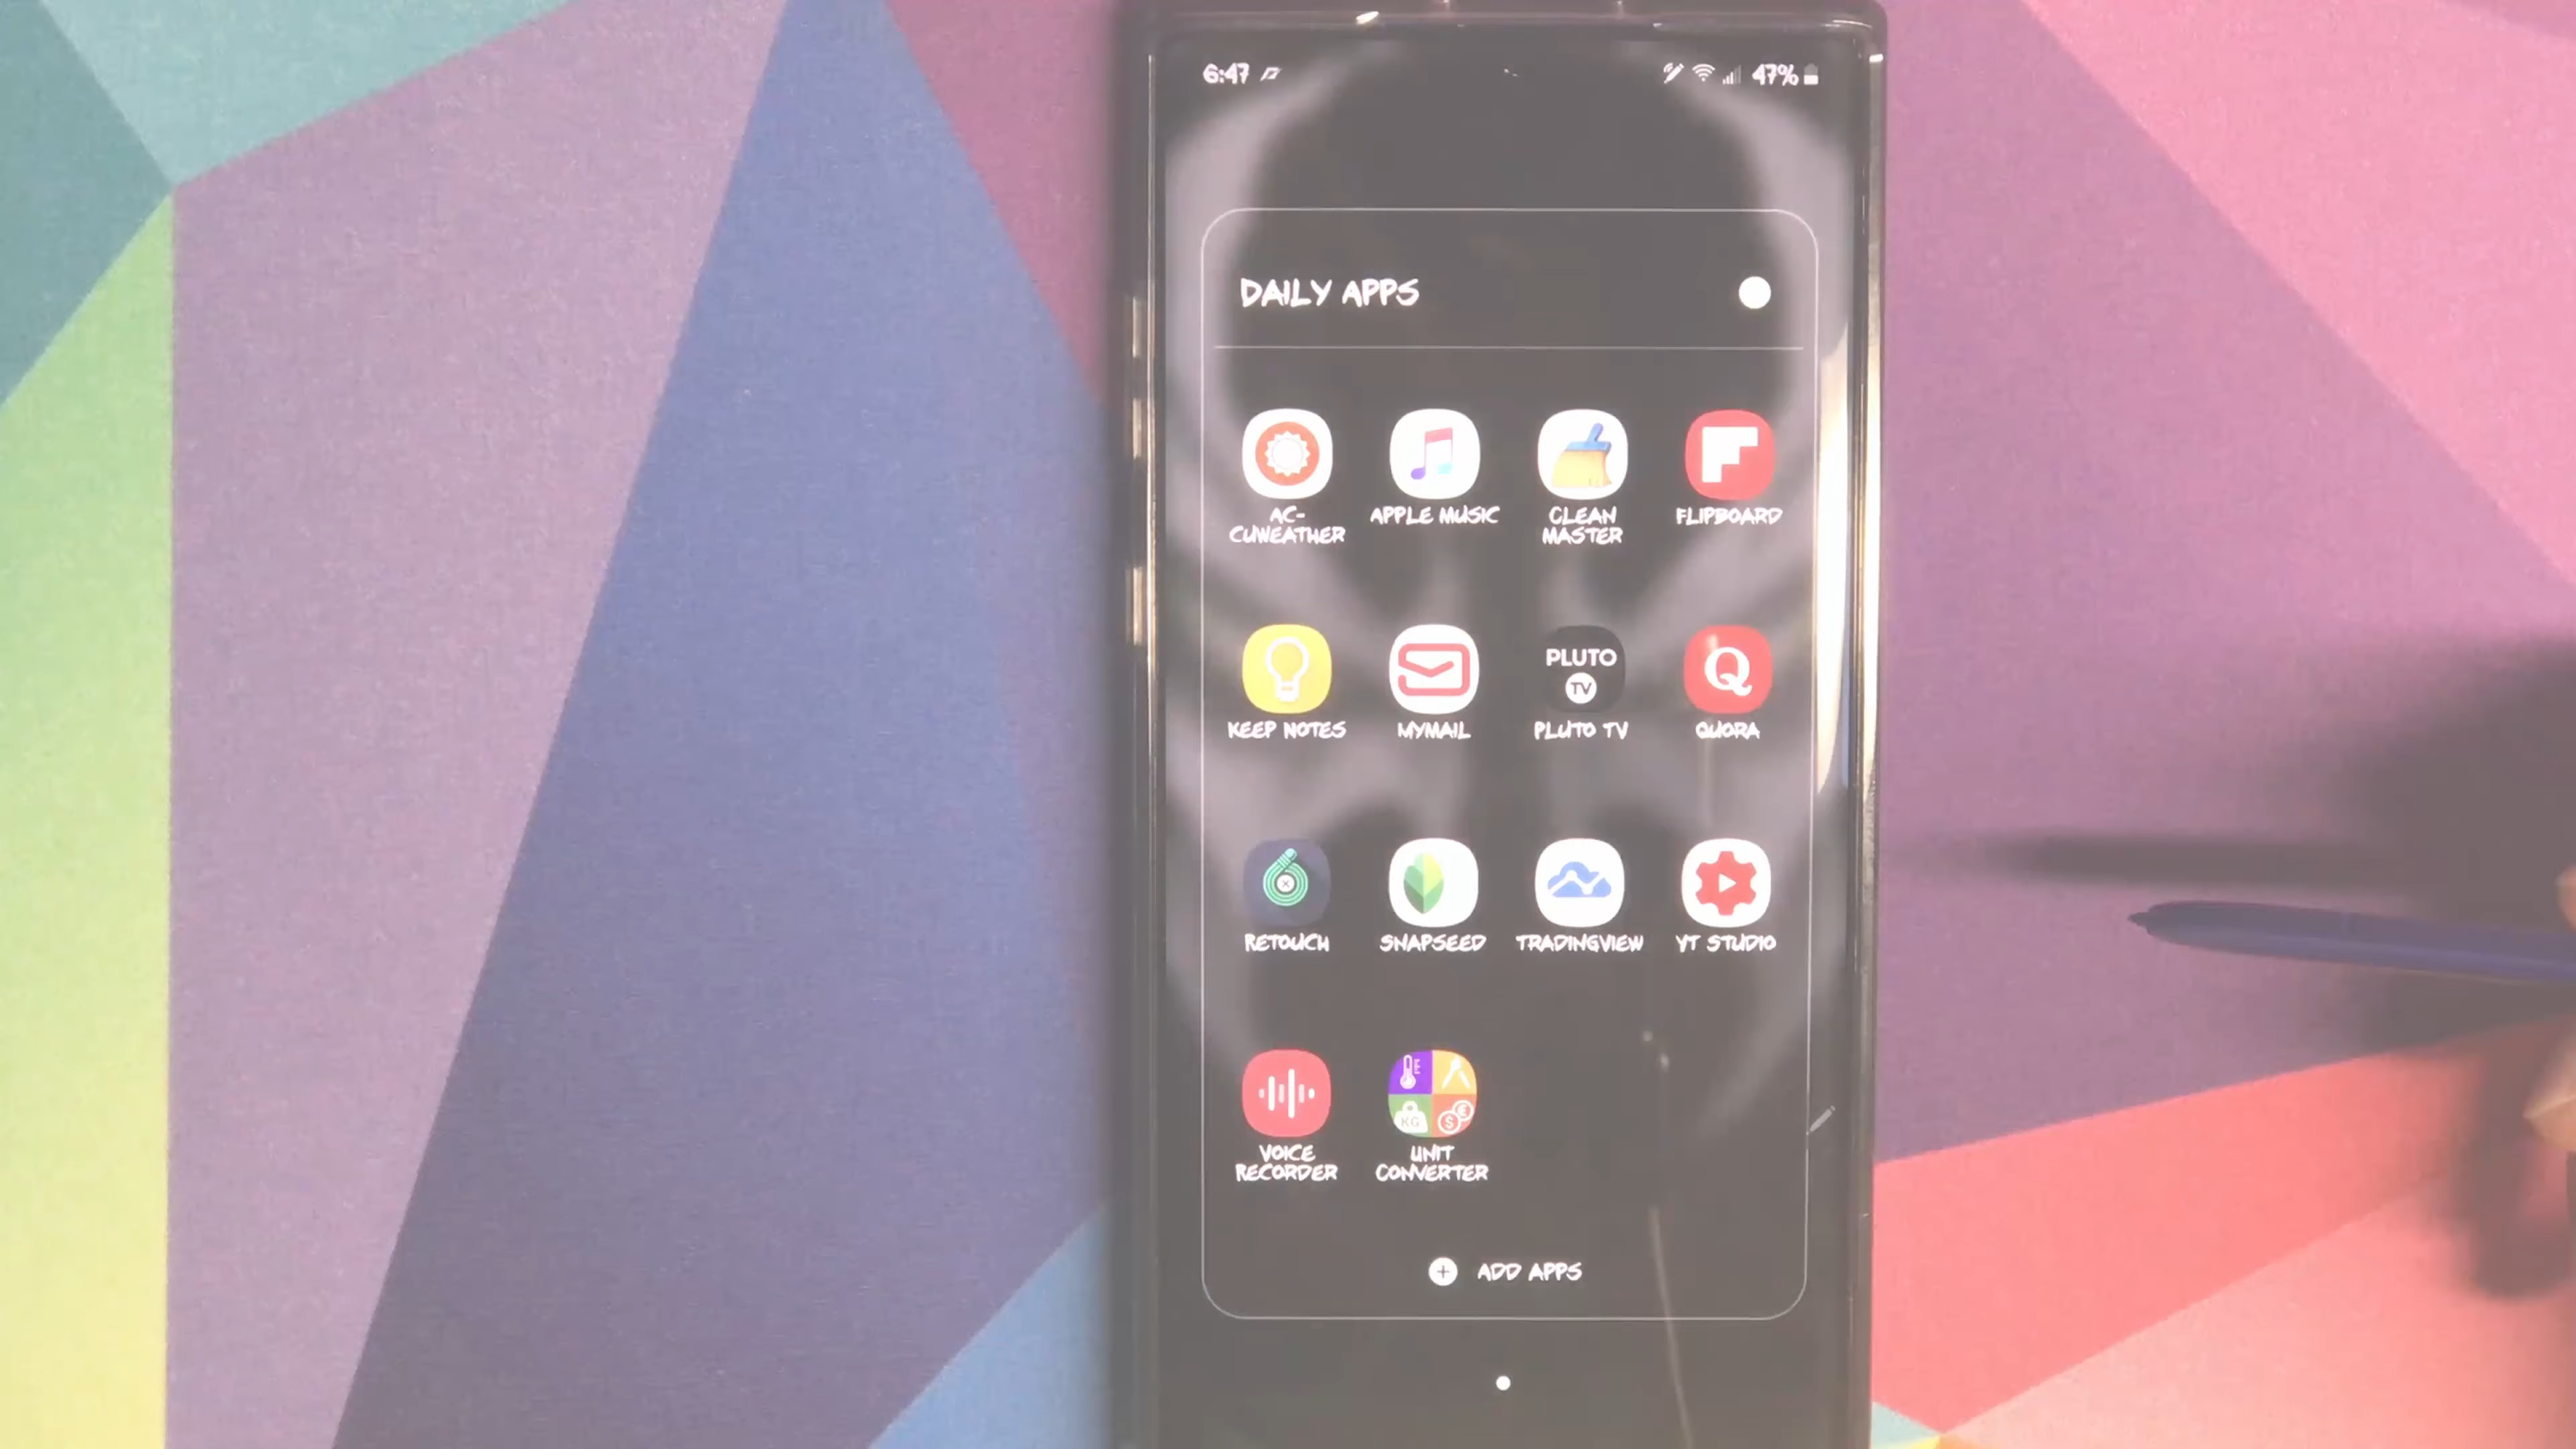 6:47 47%
DAILY APPS
AC-
CUWEATHER
APPLE MUSIC
CLEAN
MASTER
FLIPBOARD
PLUTO
TV
Q
KEEP NOTES
MYMAIL
PLUTO TV
QUORA
RETOUCH
SNAPSEED
TRADINGVIEW
YT STUDIO
KG
$
€
VOICE
RECORDER
UNIT
CONVERTER
ADD APPS